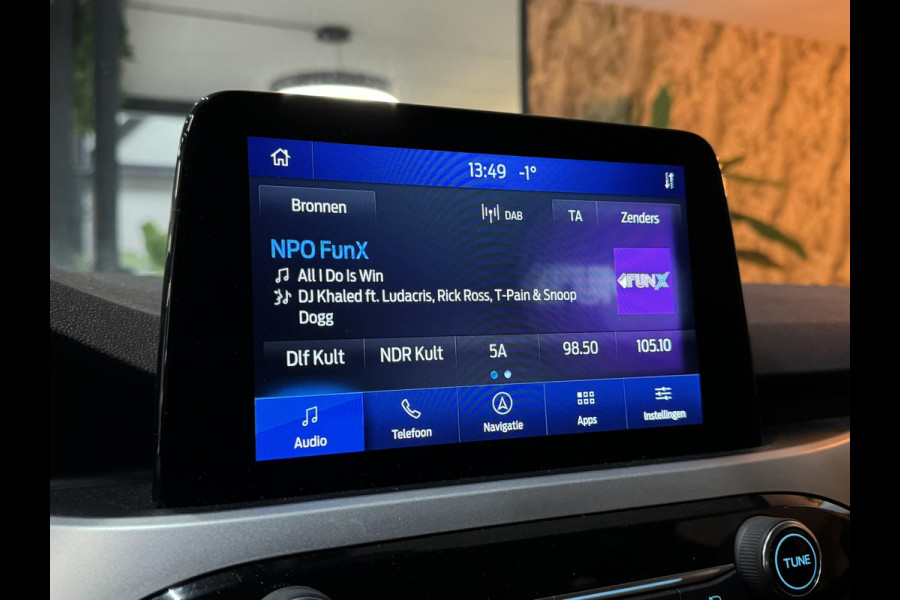 13:49 -1°
Bronnen
DAB
TA
Zenders
NPO FunX
All I Do Is Win
DJ Khaled ft. Ludacris, Rick Ross, T-Pain & Snoop
Dogg
FUNX
Dlf Kult
NDR Kult
5A
98.50
105.10
Audio
Telefoon
Navigatie
Apps
Instellingen
TUNE